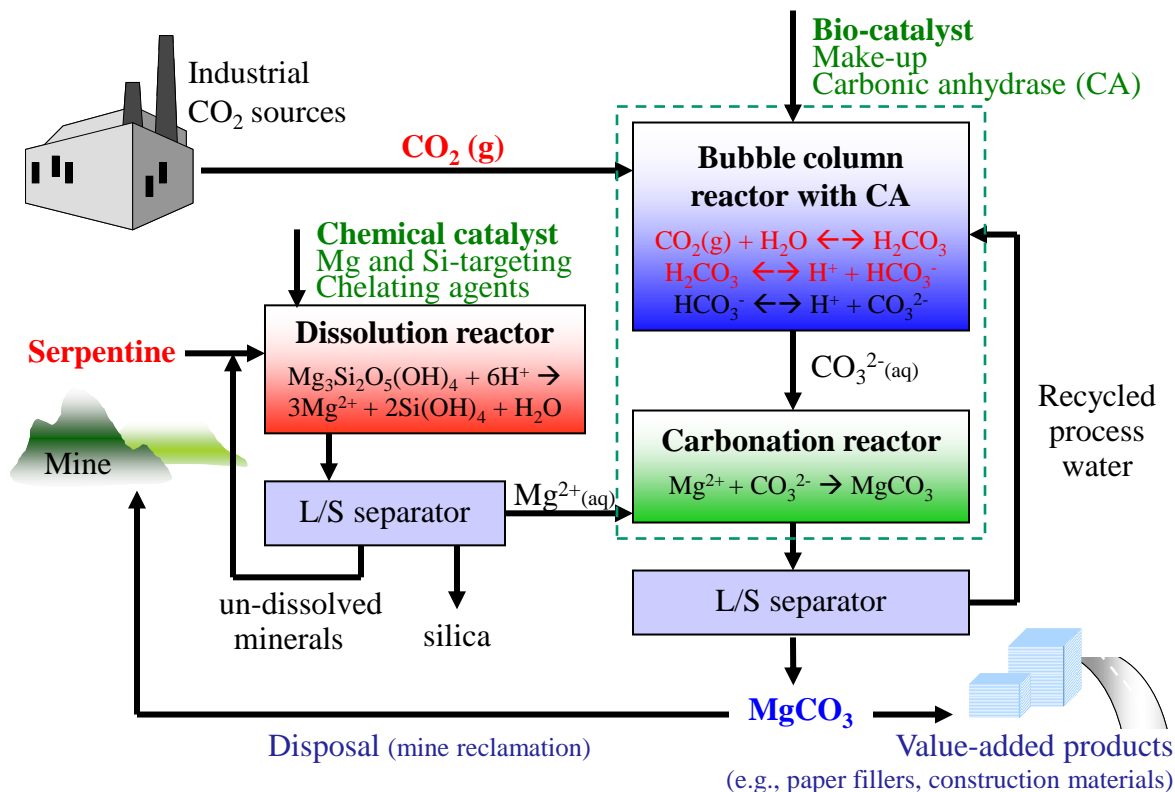 Industrial
CO₂ sources
CO₂ (g)
Bio-catalyst
Make-up
Carbonic anhydrase (CA)
Bubble column
reactor with CA
CO₂(g) + H₂O ←→ H₂CO₃
H₂CO₃ ←→ H⁺ + HCO₃⁻
HCO₃⁻ ←→ H⁺ + CO₃²⁻
Chemical catalyst
Mg and Si-targeting
Chelating agents
Serpentine
Dissolution reactor
Mg₃Si₂O₅(OH)₄ + 6H⁺ →
3Mg²⁺ + 2Si(OH)₄ + H₂O
CO₃²⁻(aq)
Recycled
process
water
Mine
Carbonation reactor
Mg²⁺ + CO₃²⁻ → MgCO₃
L/S separator
Mg²⁺(aq)
un-dissolved
minerals
silica
L/S separator
MgCO₃
Disposal (mine reclamation)
Value-added products
(e.g., paper fillers, construction materials)